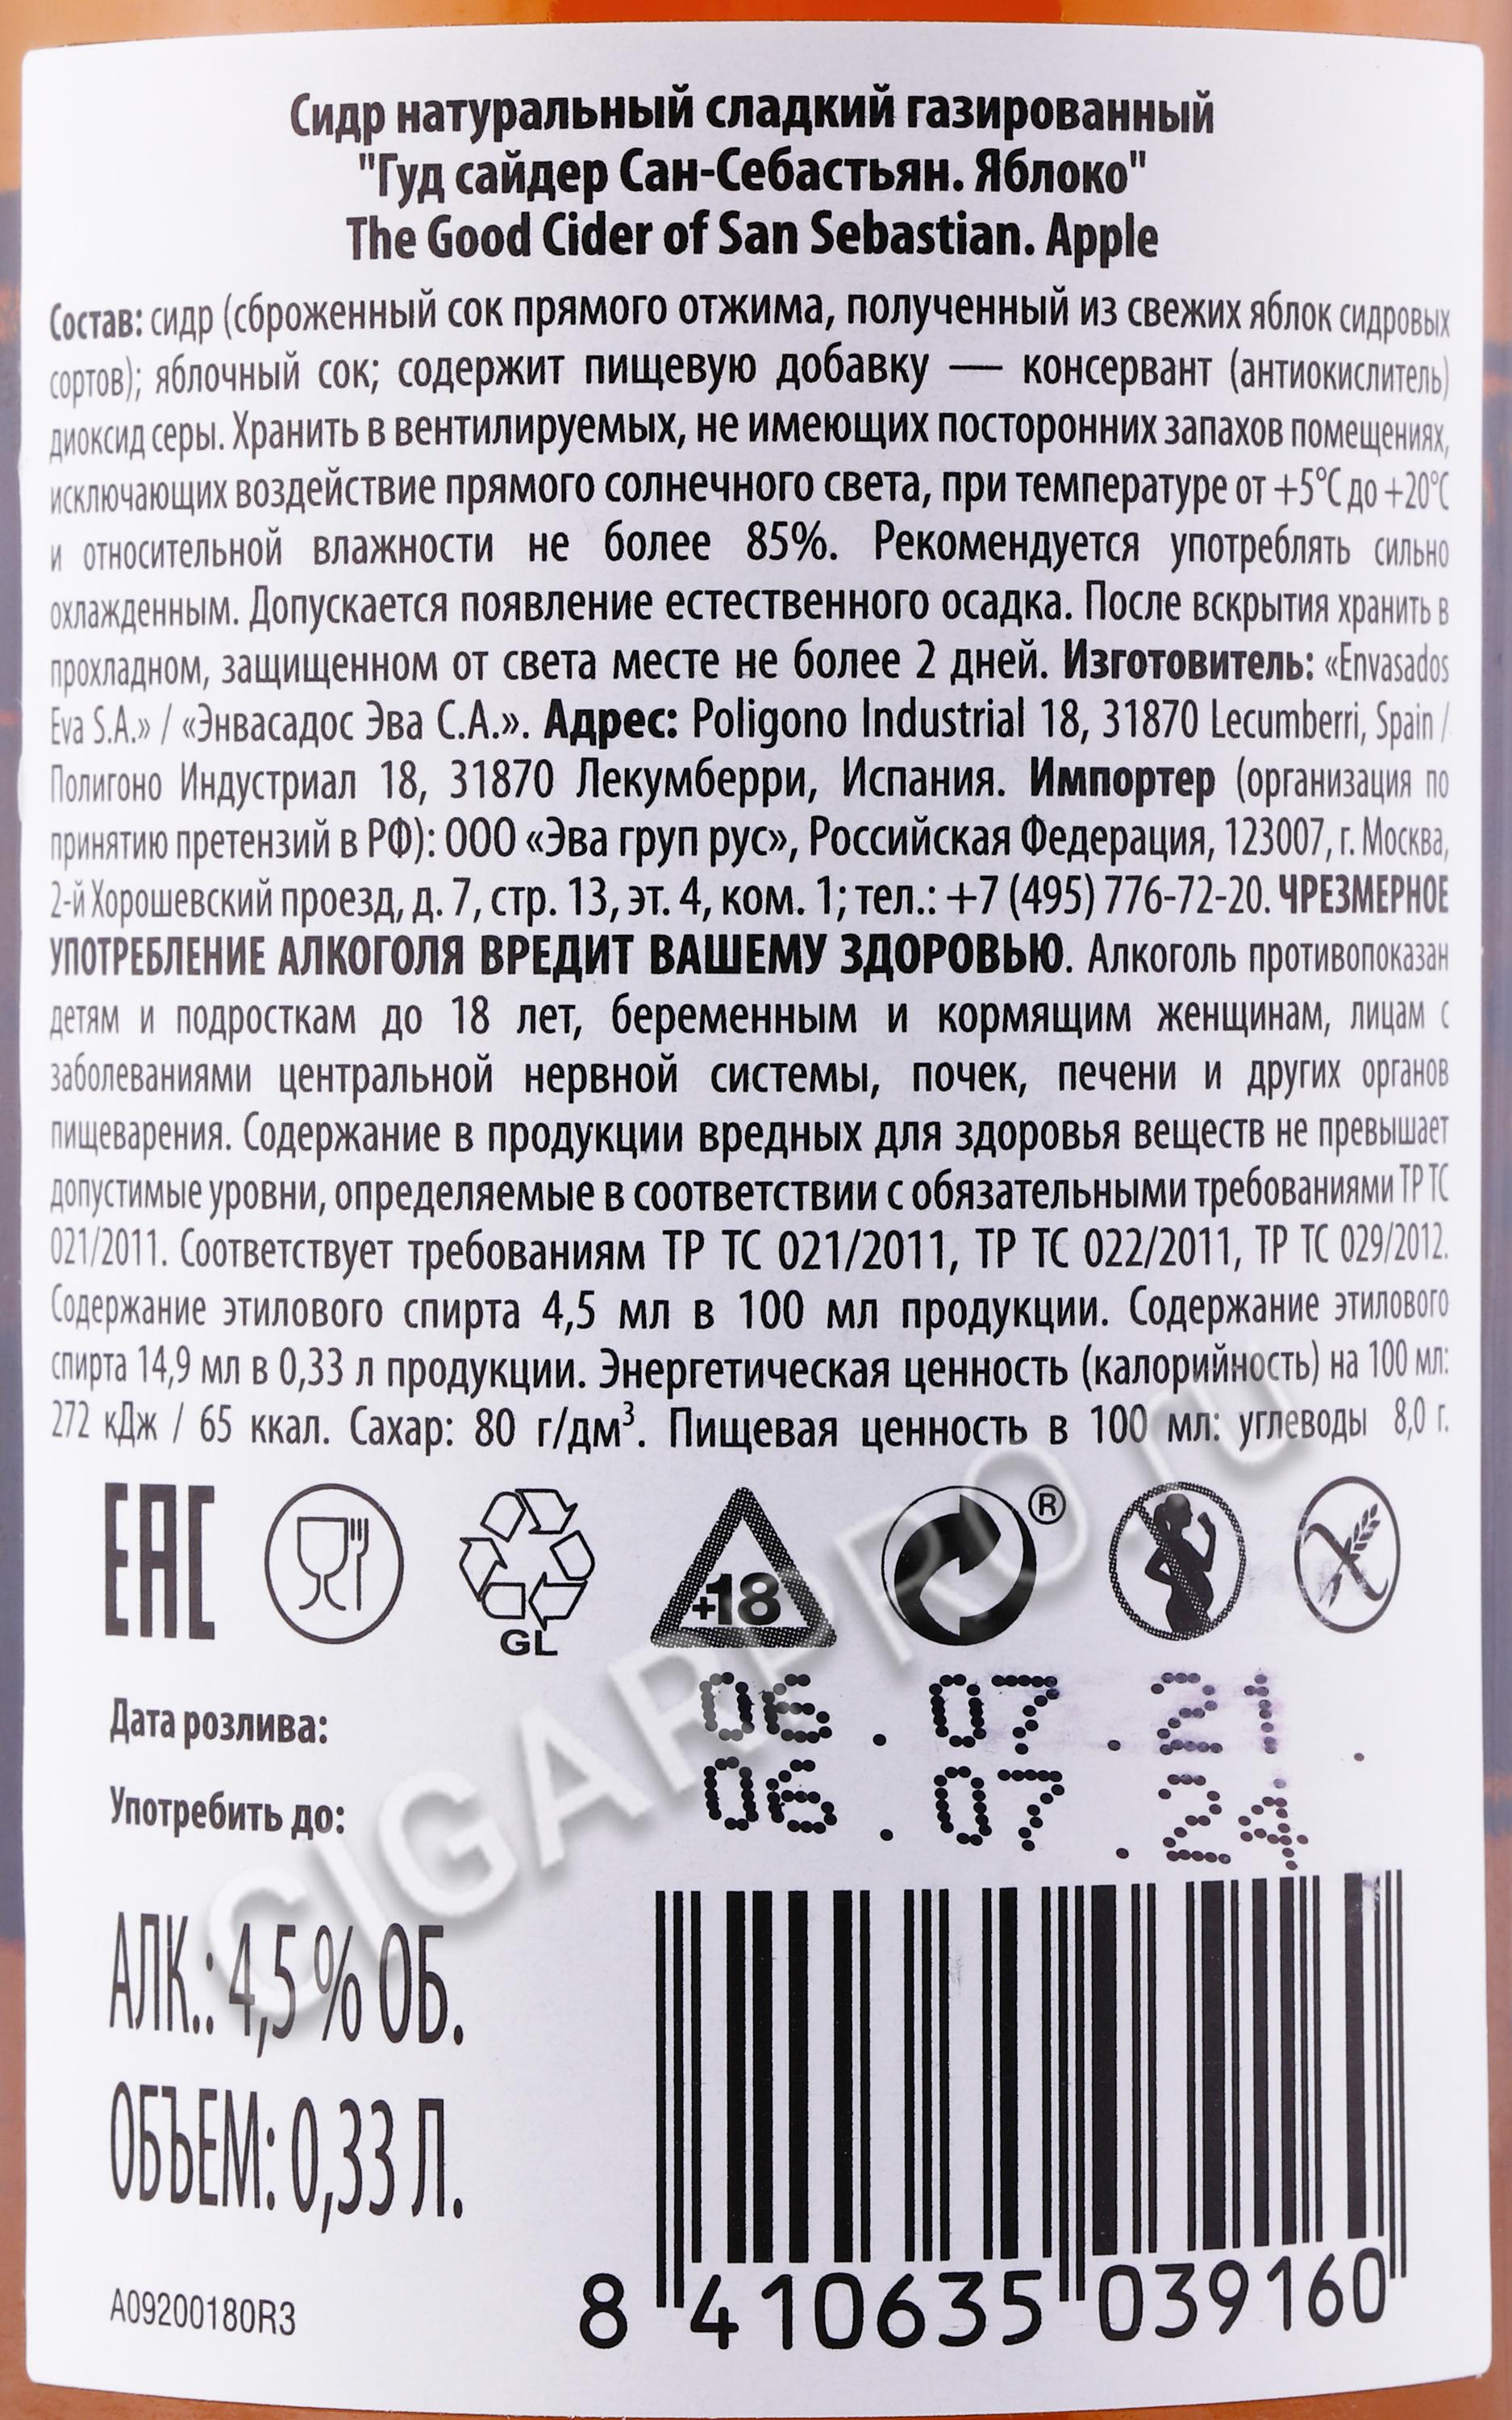 Сидр натуральный сладкий газированный
"Гуд сайдер Сан-Себастьян. Яблоко"
The Good Cider of San Sebastian. Apple
Состав: сидр (сброженный сок прямого отжима, полученный из свежих яблок сидровых
сортов); яблочный сок; содержит пищевую добавку — консервант (антиокислитель)
диоксид серы. Хранить в вентилируемых, не имеющих посторонних запахов помещениях,
исключающих воздействие прямого солнечного света, при температуре от +5°С до +20°С
и относительной влажности не более 85%. Рекомендуется употреблять сильно
охлажденным. Допускается появление естественного осадка. После вскрытия хранить в
прохладном, защищенном от света месте не более 2 дней. Изготовитель: «Envasados
Eva S.A.» / «Энвасадос Эва С.А.». Адрес: Poligono Industrial 18, 31870 Lecumberri, Spain /
Полигоно Индустриал 18, 31870 Лекумберри, Испания. Импортер (организация по
принятию претензий в РФ): ООО «Эва груп рус», Российская Федерация, 123007, г. Москва,
2-й Хорошевский проезд, д. 7, стр. 13, эт. 4, ком. 1; тел.: +7 (495) 776-72-20. ЧРЕЗМЕРНОЕ
УПОТРЕБЛЕНИЕ АЛКОГОЛЯ ВРЕДИТ ВАШЕМУ ЗДОРОВЬЮ. Алкоголь противопоказан
детям и подросткам до 18 лет, беременным и кормящим женщинам, лицам с
заболеваниями центральной нервной системы, почек, печени и других органов
пищеварения. Содержание в продукции вредных для здоровья веществ не превышает
допустимые уровни, определяемые в соответствии с обязательными требованиями ТР ТС
021/2011. Соответствует требованиям ТР ТС 021/2011, ТР ТС 022/2011, ТР ТС 029/2012.
Содержание этилового спирта 4,5 мл в 100 мл продукции. Содержание этилового
спирта 14,9 мл в 0,33 л продукции. Энергетическая ценность (калорийность) на 100 мл:
272 кДж / 65 ккал. Сахар: 80 г/дм³. Пищевая ценность в 100 мл: углеводы 8,0 г.
EAC
GL
+18
®
Дата розлива: 06.07.21.
Употребить до: 06.07.24
АЛК.: 4,5 % ОБ.
ОБЪЕМ: 0,33 Л.
A09200180R3
8 410635 039160
CIGARPRO.ru